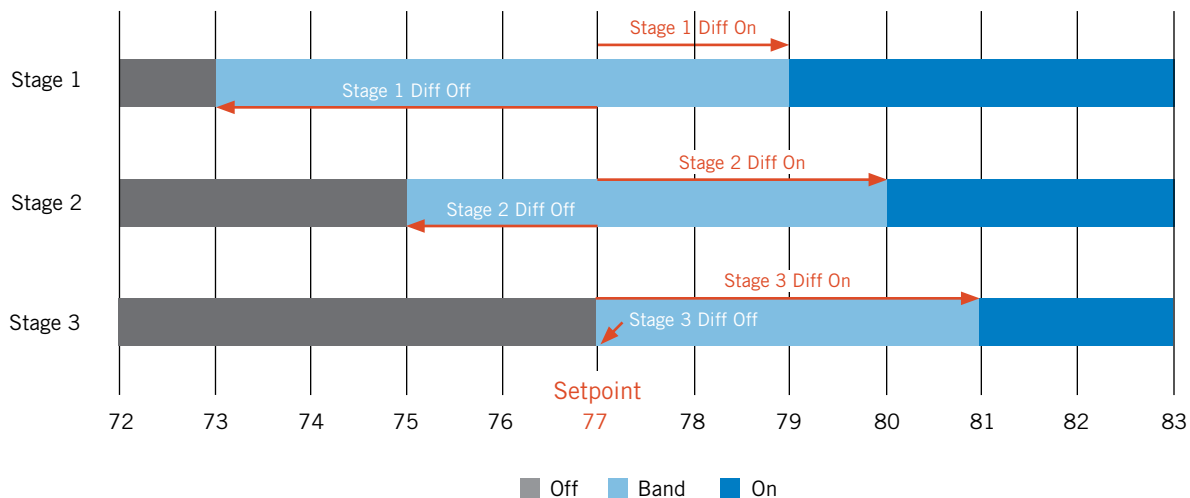 Stage 1 Diff On
Stage 1
Stage 1 Diff Off
Stage 2 Diff On
Stage 2
Stage 2 Diff Off
Stage 3 Diff On
Stage 3
Stage 3 Diff Off
Setpoint
72 73 74 75 76 77 78 79 80 81 82 83
Off Band On